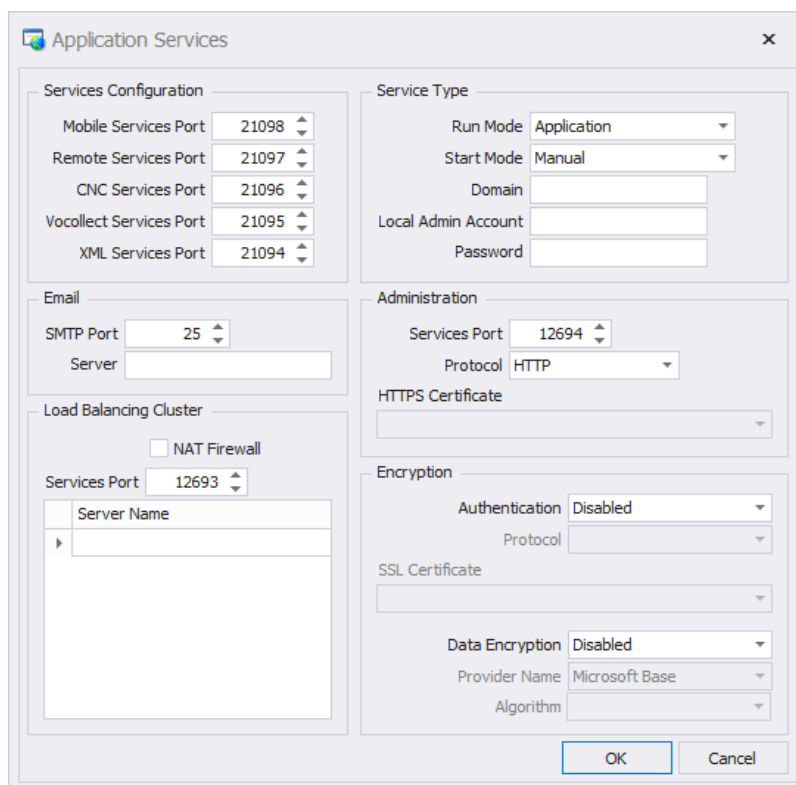 Application Services
Services Configuration
Mobile Services Port 21098
Remote Services Port 21097
CNC Services Port 21096
Vocollect Services Port 21095
XML Services Port 21094
Service Type
Run Mode Application
Start Mode Manual
Domain
Local Admin Account
Password
Email
SMTP Port 25
Server
Administration
Services Port 12694
Protocol HTTP
HTTPS Certificate
Load Balancing Cluster
NAT Firewall
Services Port 12693
Server Name
Encryption
Authentication Disabled
Protocol
SSL Certificate
Data Encryption Disabled
Provider Name Microsoft Base
Algorithm
OK Cancel